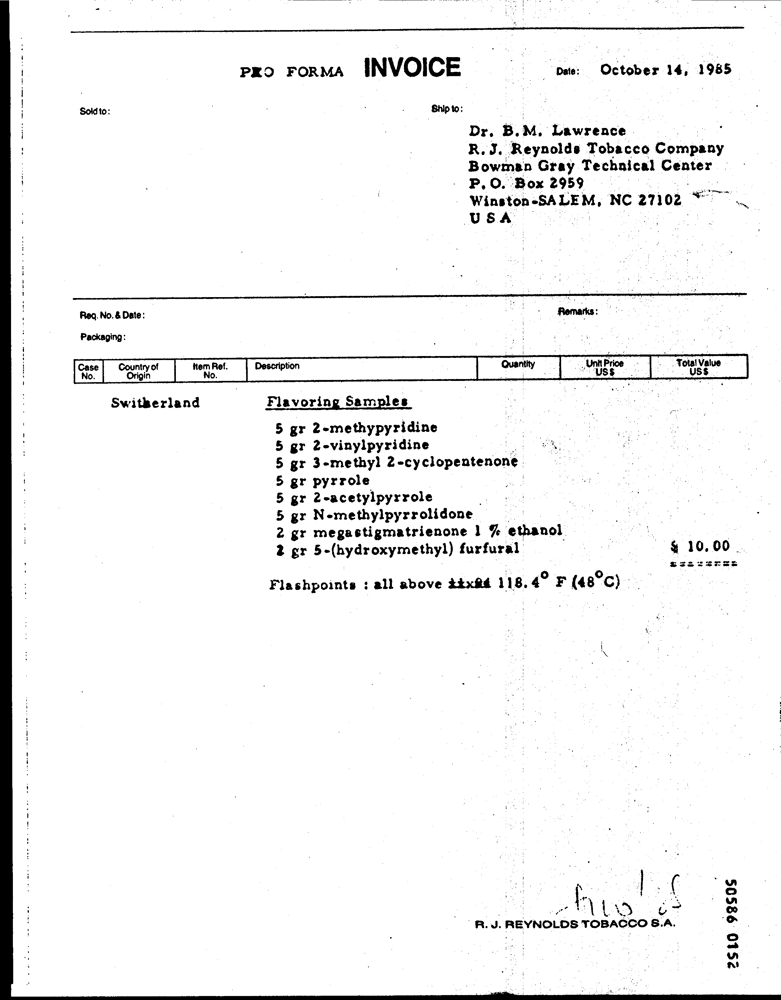 PRO FORMA INVOICE Date: October 14, 1985
Sold to: Ship to:
Dr. B.M. Lawrence
R.J. Reynolds Tobacco Company
Bowman Gray Technical Center
P.O. Box 2959
Winston-SALEM, NC 27102
U S A
Req. No. & Date: Remarks:
Packaging:
Case No. Country of Origin Item Ref. No. Description Quantity Unit Price US $ Total Value US $
Switherland Flavoring Samples
5 gr 2-methypyridine
5 gr 2-vinylpyridine
5 gr 3-methyl 2-cyclopentenone
5 gr pyrrole
5 gr 2-acetylpyrrole
5 gr N-methylpyrrolidone
2 gr megastigmatrienone 1 % ethanol
2 gr 5-(hydroxymethyl) furfural $ 10.00
========
Flashpoints : all above 118.4° F (48°C)
R. J. REYNOLDS TOBACCO S.A.
50586 0152